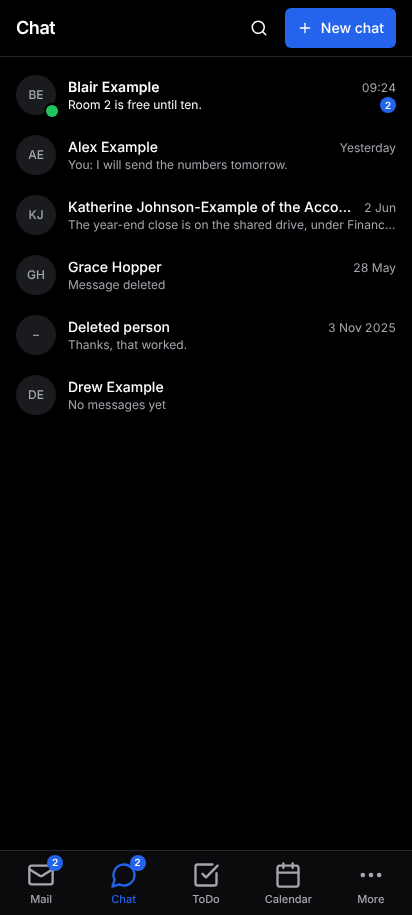 Chat
New chat
BE
Blair Example
09:24
Room 2 is free until ten.
2
AE
Alex Example
Yesterday
You: I will send the numbers tomorrow.
KJ
Katherine Johnson-Example of the Acco...
2 Jun
The year-end close is on the shared drive, under Financ...
GH
Grace Hopper
28 May
Message deleted
–
Deleted person
3 Nov 2025
Thanks, that worked.
DE
Drew Example
No messages yet
2
2
Mail
Chat
ToDo
Calendar
More